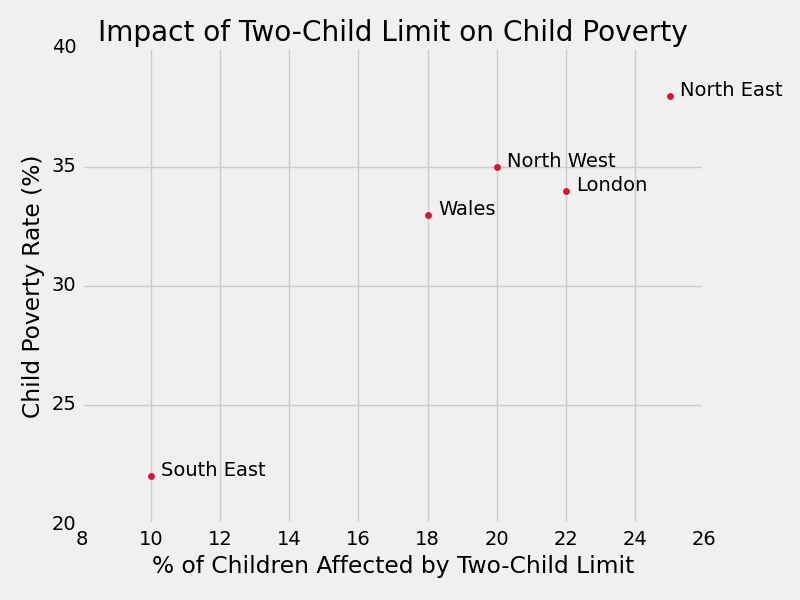 Impact of Two-Child Limit on Child Poverty
40
North East
35
North West
London
Wales
Child Poverty Rate (%)
30
25
South East
20
8 10 12 14 16 18 20 22 24 26
% of Children Affected by Two-Child Limit